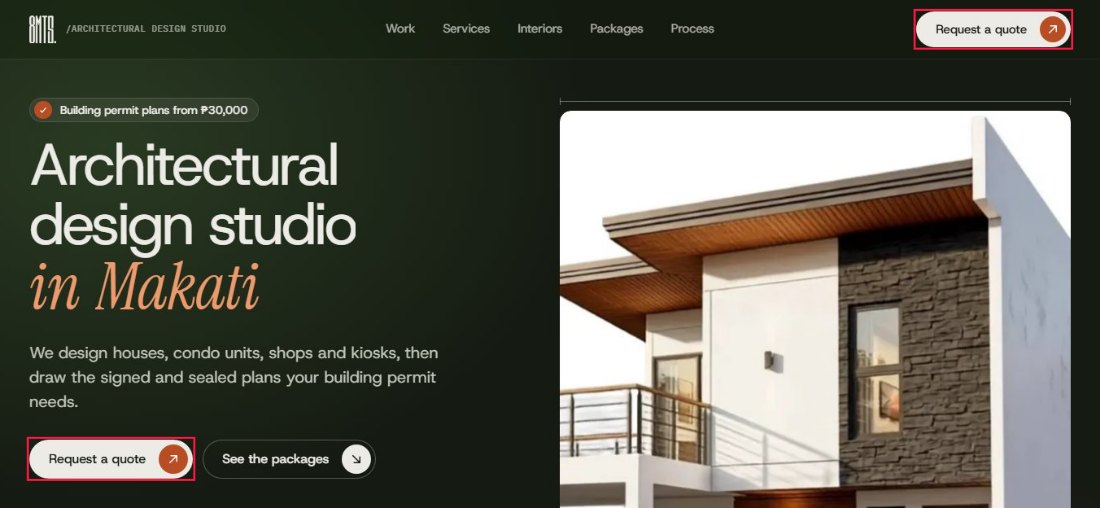 8MTS.
/ARCHITECTURAL DESIGN STUDIO
Work
Services
Interiors
Packages
Process
Request a quote
Building permit plans from ₱30,000
Architectural
design studio
in Makati
We design houses, condo units, shops and kiosks, then
draw the signed and sealed plans your building permit
needs.
Request a quote
See the packages